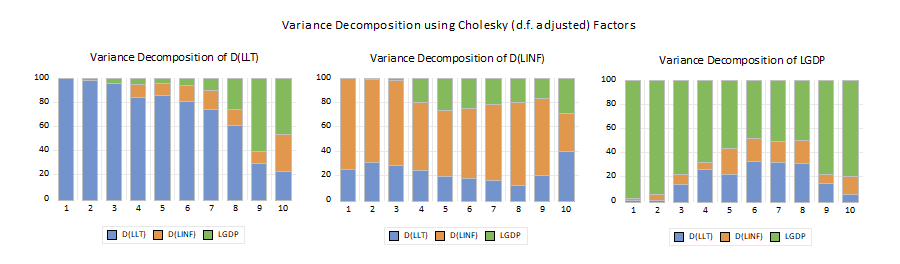 Variance Decomposition using Cholesky (d.f. adjusted) Factors
Variance Decomposition of D(LLT)
100
80
60
40
20
0
1 2 3 4 5 6 7 8 9 10
D(LLT) D(LINF) LGDP
Variance Decomposition of D(LINF)
100
80
60
40
20
0
1 2 3 4 5 6 7 8 9 10
D(LLT) D(LINF) LGDP
Variance Decomposition of LGDP
100
80
60
40
20
0
1 2 3 4 5 6 7 8 9 10
D(LLT) D(LINF) LGDP